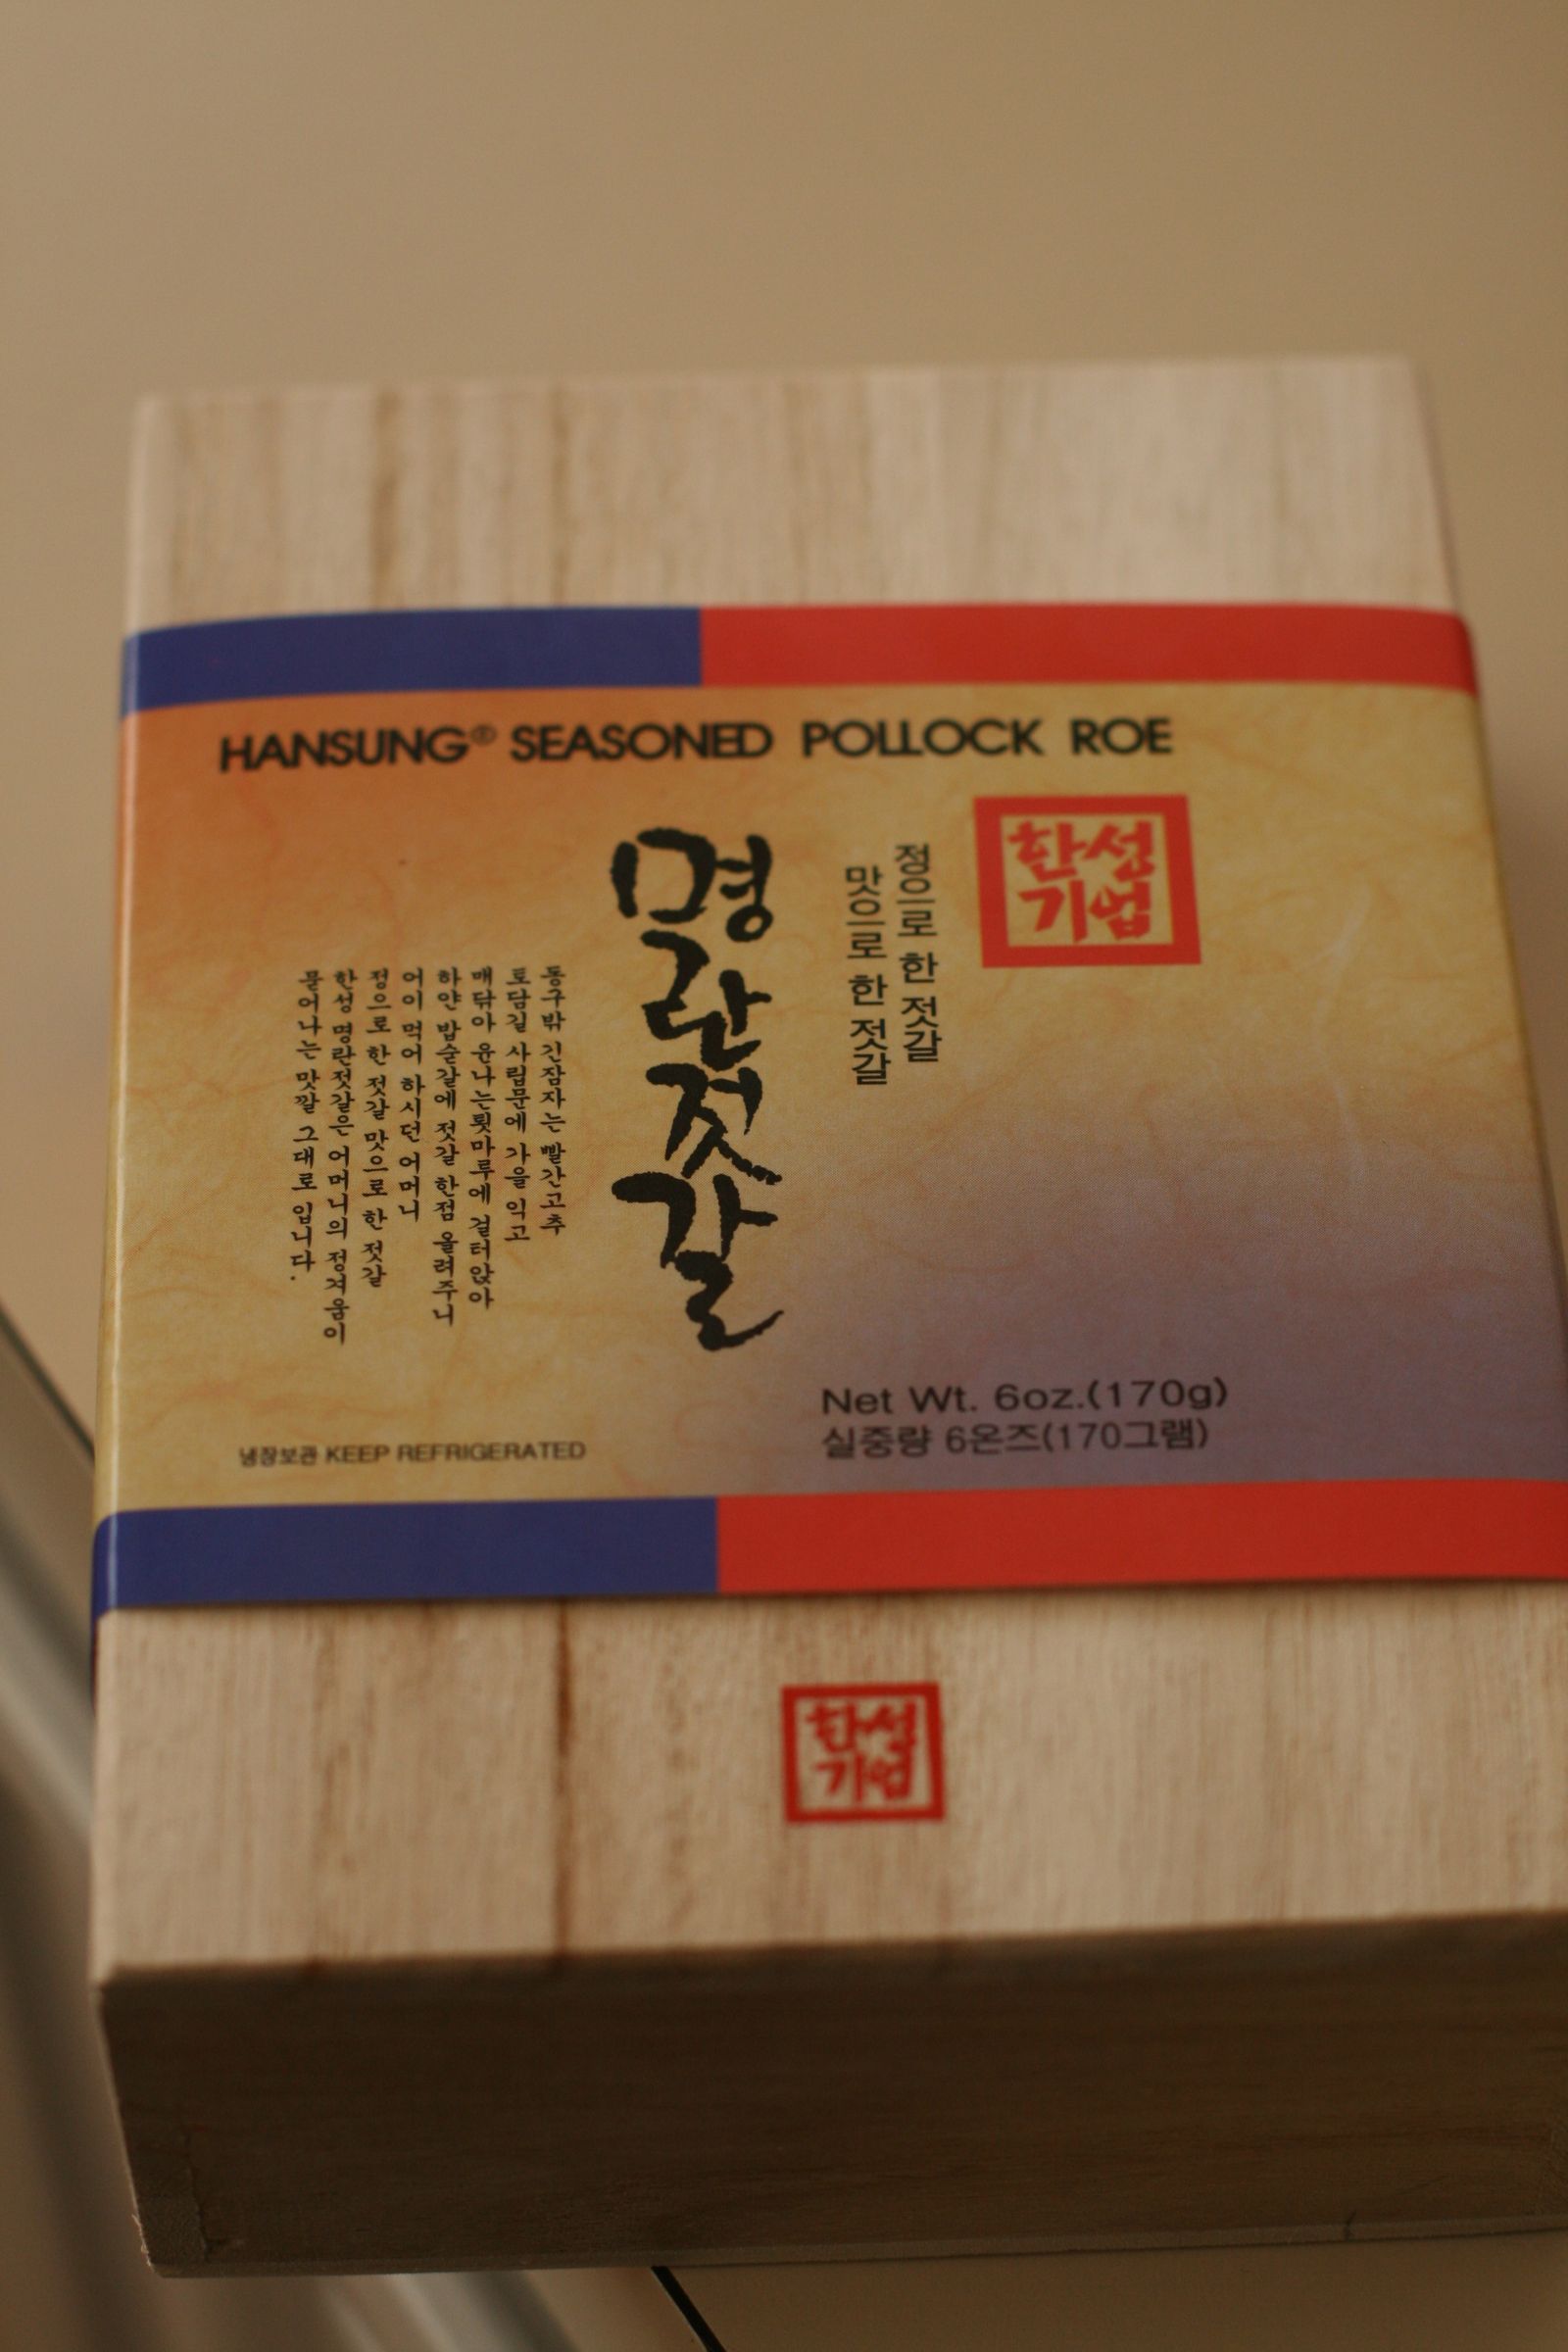 HANSUNG® SEASONED POLLOCK ROE
한성
기업
정으로 한 젓갈
맛으로 한 젓갈
명란젓갈
동구밖 긴잠자는 빨간고추
토담길 사립문에 가을 익고
매닦아 윤나는 툇마루에 걸터앉아
하얀 밥숟갈에 젓갈 한점 올려주니
어이 먹어 하시던 어머니
정으로 한 젓갈 맛으로 한 젓갈
한성 명란젓갈은 어머니의 정겨움이
묻어나는 맛깔 그대로 입니다.
Net Wt. 6oz.(170g)
실중량 6온즈(170그램)
냉장보관 KEEP REFRIGERATED
한성
기업